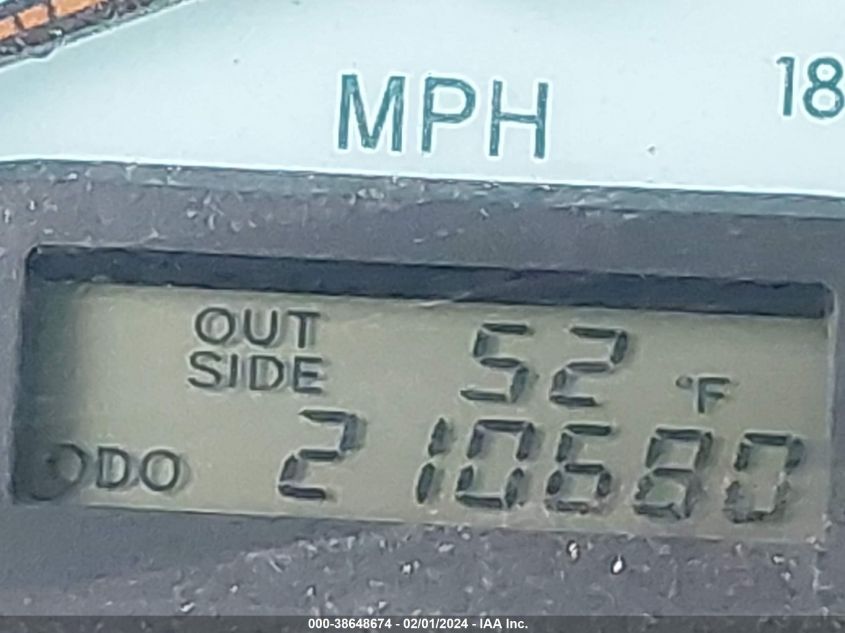 MPH 18
OUT
SIDE 52 °F
ODO 210680
000-38648674 - 02/01/2024 - IAA Inc.